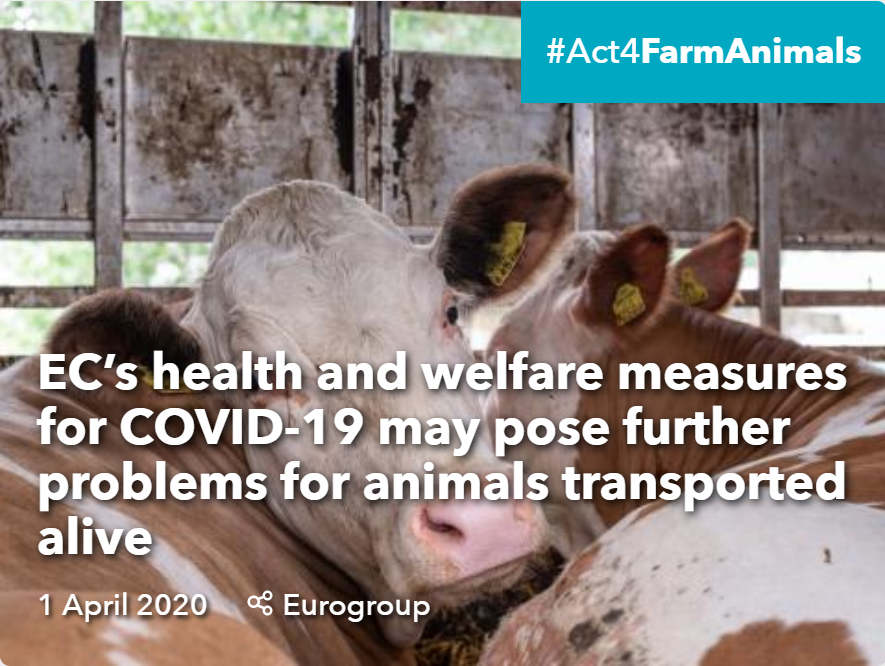 #Act4FarmAnimals
EC’s health and welfare measures
for COVID-19 may pose further
problems for animals transported
alive
1 April 2020 Eurogroup